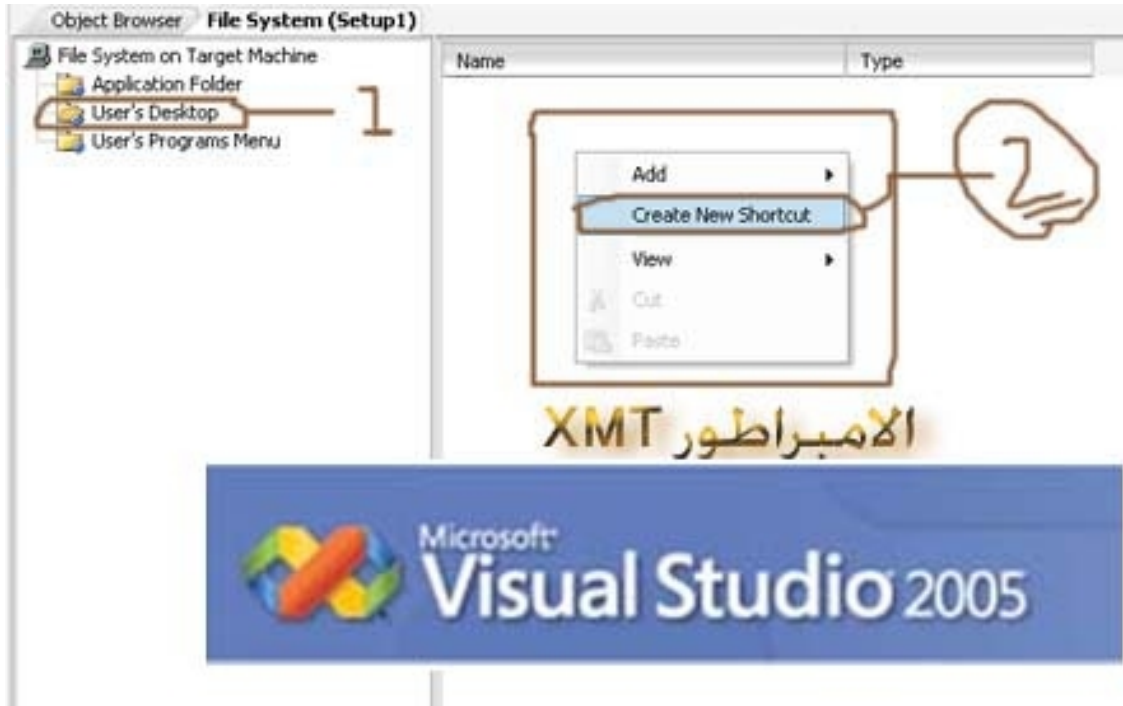 Object Browser
File System (Setup1)
File System on Target Machine
Application Folder
User's Desktop
User's Programs Menu
1
Name
Type
Add
Create New Shortcut
View
Cut
Paste
2
الامبراطور XMT
Microsoft
Visual Studio 2005